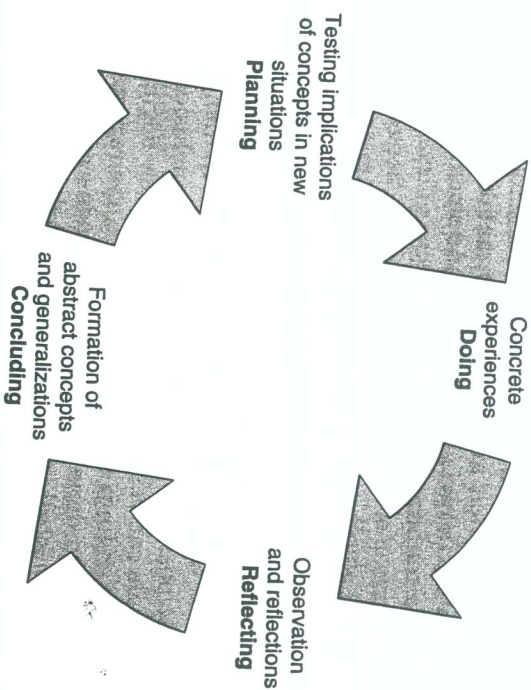 Concrete
experiences
Doing
Observation
and reflections
Reflecting
Formation of
abstract concepts
and generalizations
Concluding
Testing implications
of concepts in new
situations
Planning